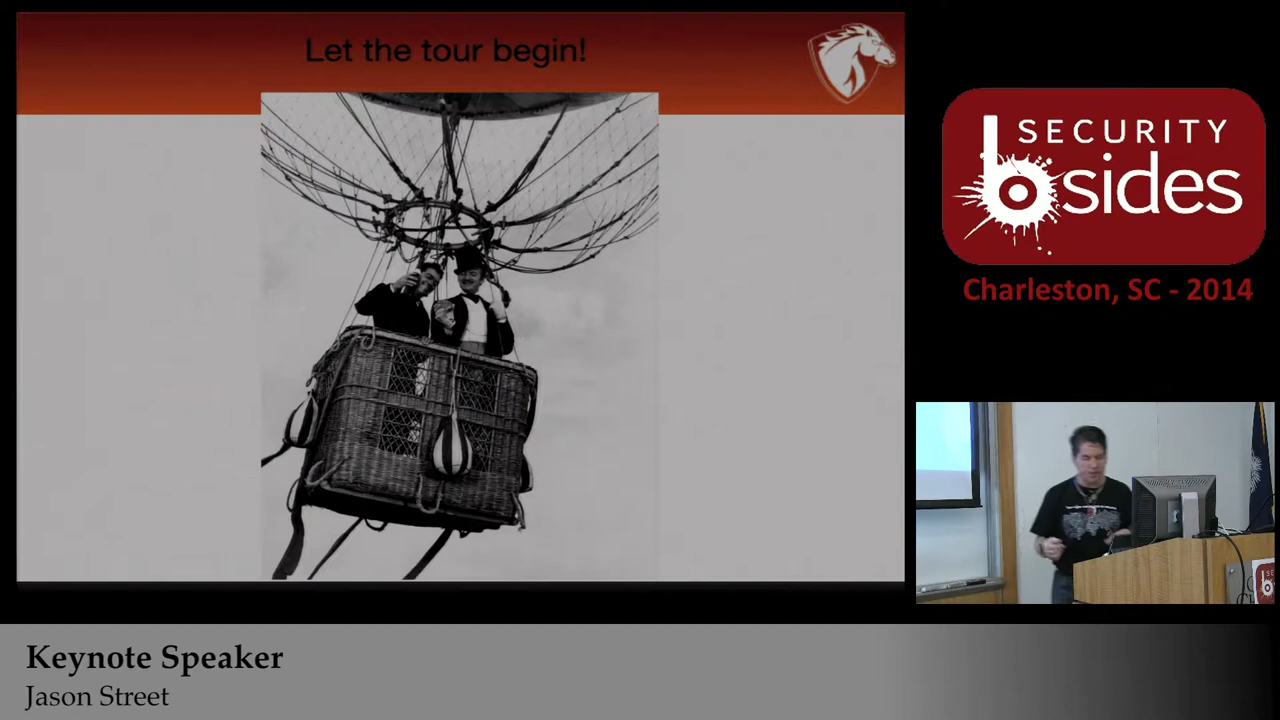 Let the tour begin!
SECURITY
bsides
Charleston, SC - 2014
Keynote Speaker
Jason Street